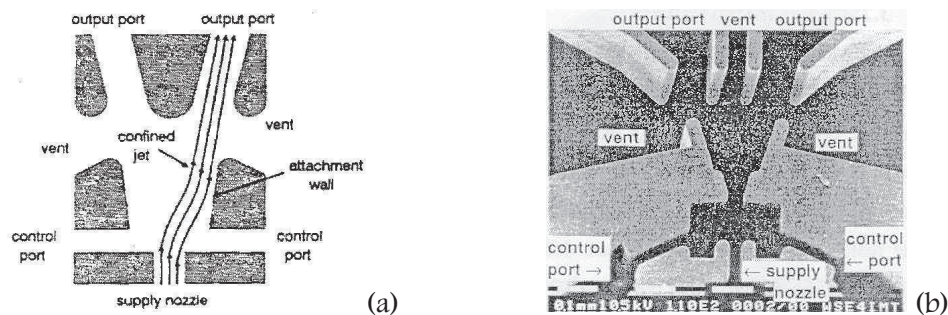 output port output port
vent
confined
jet
vent
attachment
wall
control
port
control
port
supply nozzle
(a)
output port vent output port
vent
vent
control
port →
control
← port
← supply
nozzle
(b)